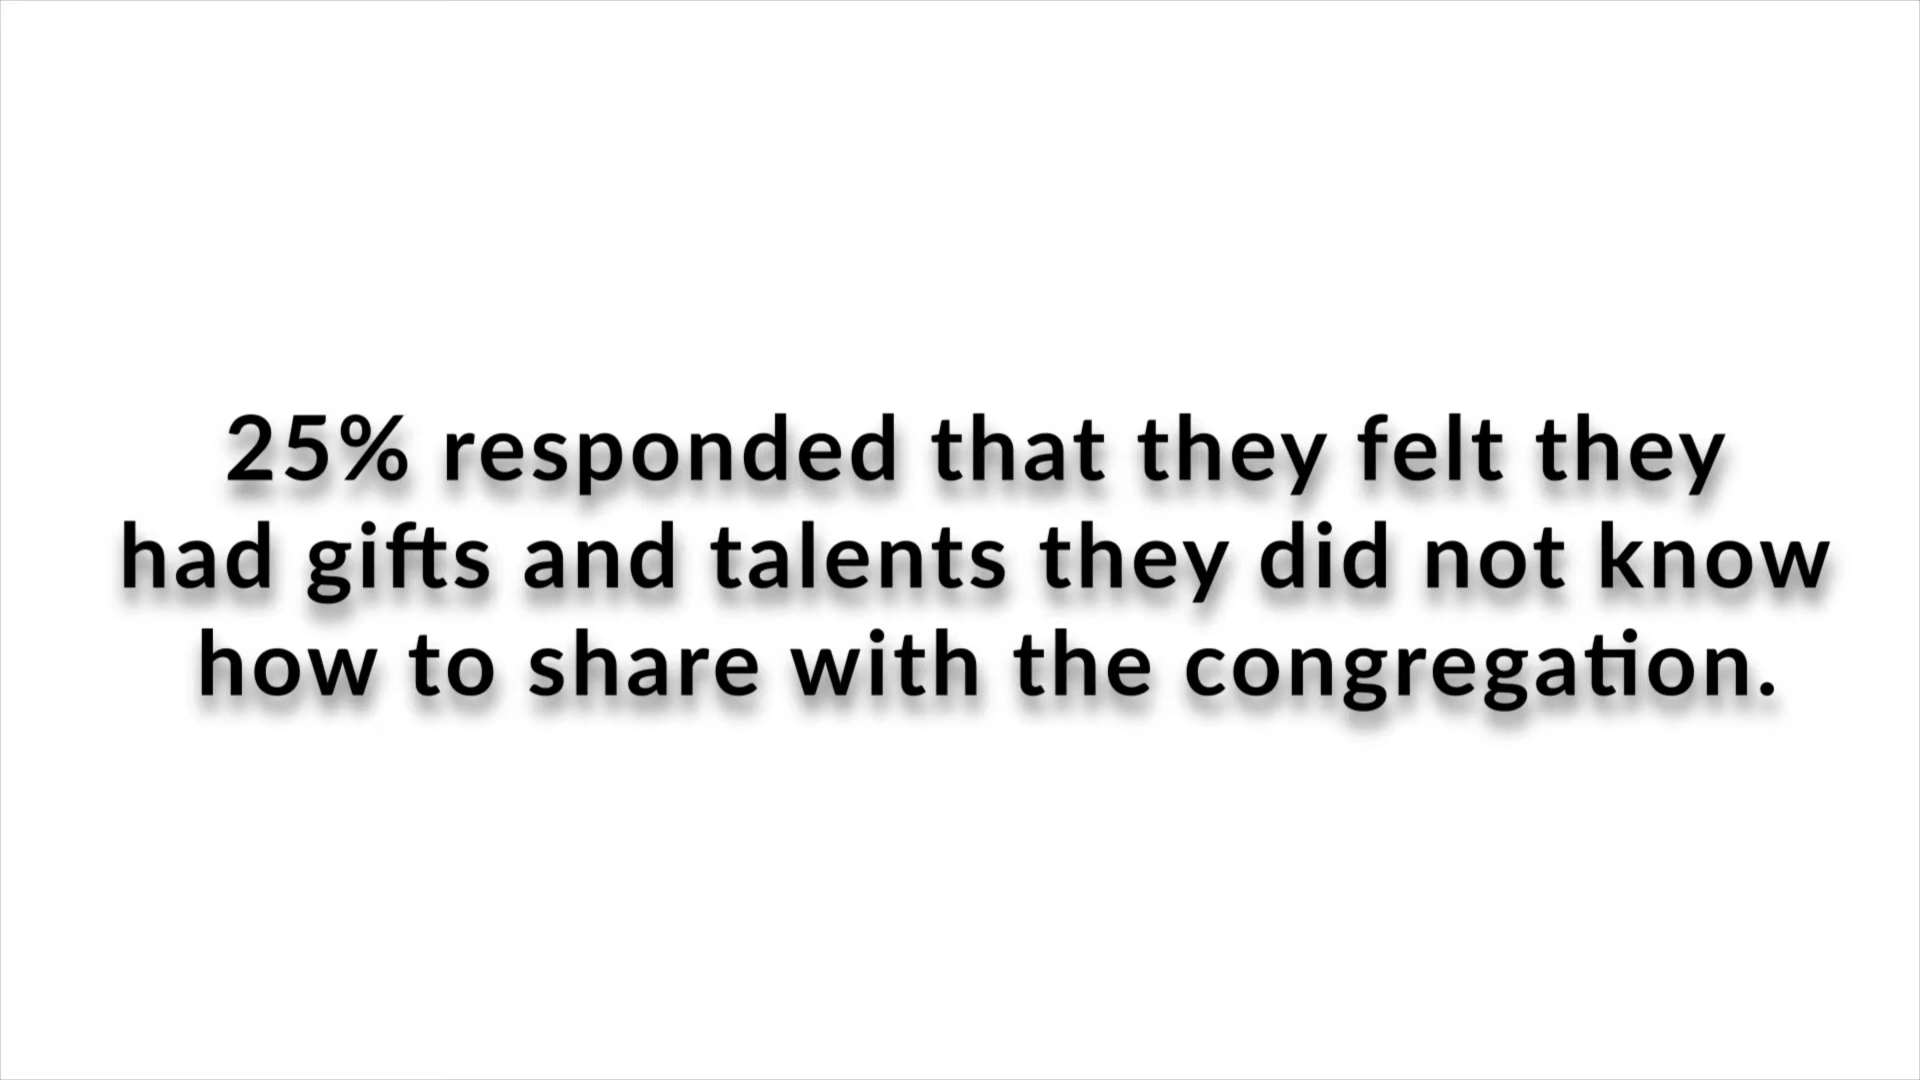 25% responded that they felt they
had gifts and talents they did not know
how to share with the congregation.